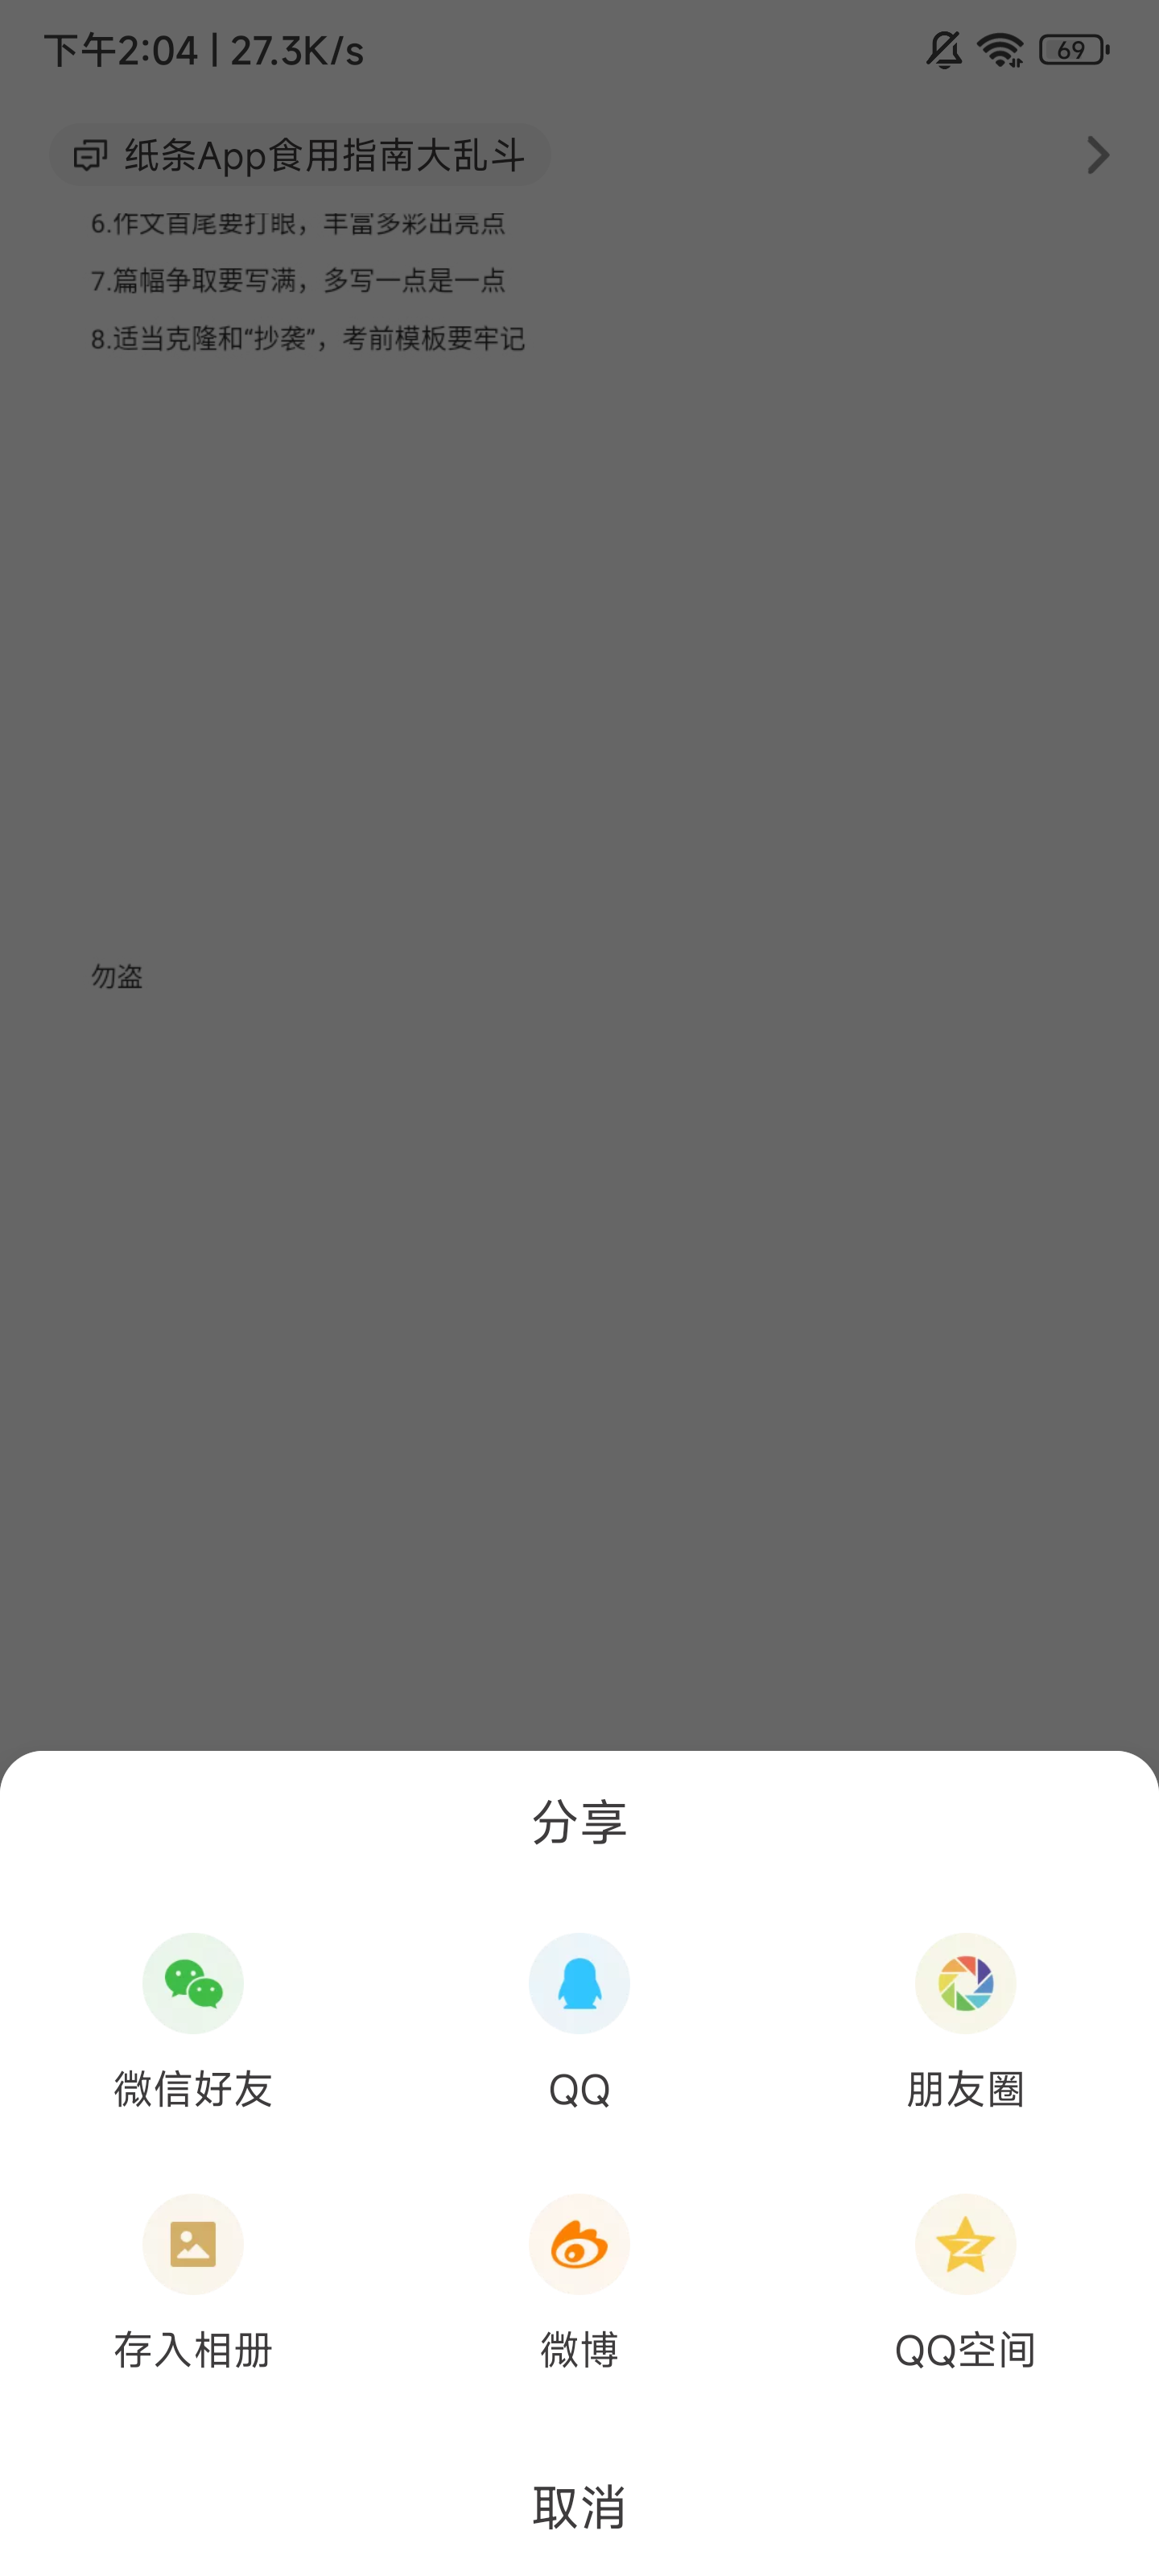 下午2:04 | 27.3K/s
69
纸条App食用指南大乱斗
6.作文首尾要打眼，丰富多彩出亮点
7.篇幅争取要写满，多写一点是一点
8.适当克隆和“抄袭”，考前模板要牢记
勿盗
分享
微信好友
QQ
朋友圈
存入相册
微博
QQ空间
取消